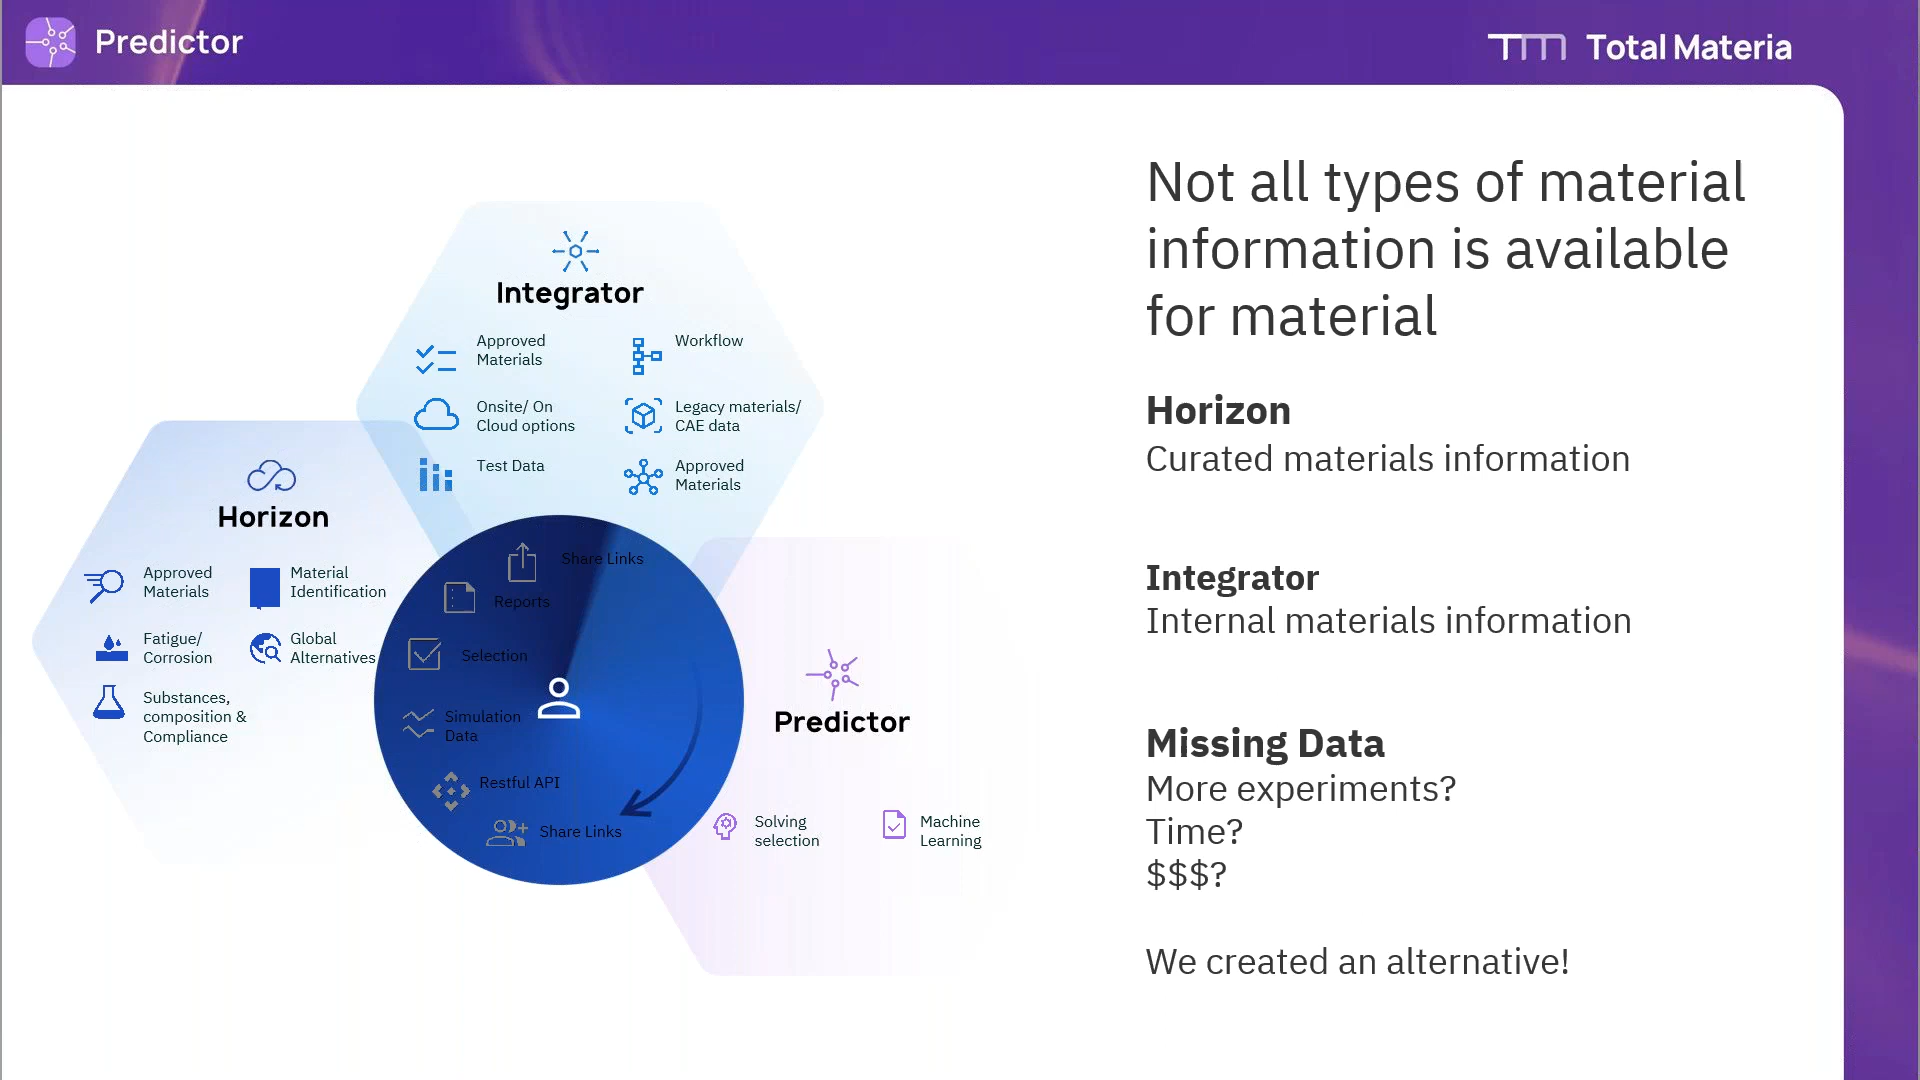 Predictor
Total Materia
Integrator
Approved
Materials
Workflow
Onsite/ On
Cloud options
Legacy materials/
CAE data
Test Data
Approved
Materials
Horizon
Approved
Materials
Material
Identification
Fatigue/
Corrosion
Global
Alternatives
Substances,
composition &
Compliance
Share Links
Reports
Selection
Simulation
Data
Restful API
Share Links
Predictor
Solving
selection
Machine
Learning
Not all types of material
information is available
for material
Horizon
Curated materials information
Integrator
Internal materials information
Missing Data
More experiments?
Time?
$$$?
We created an alternative!